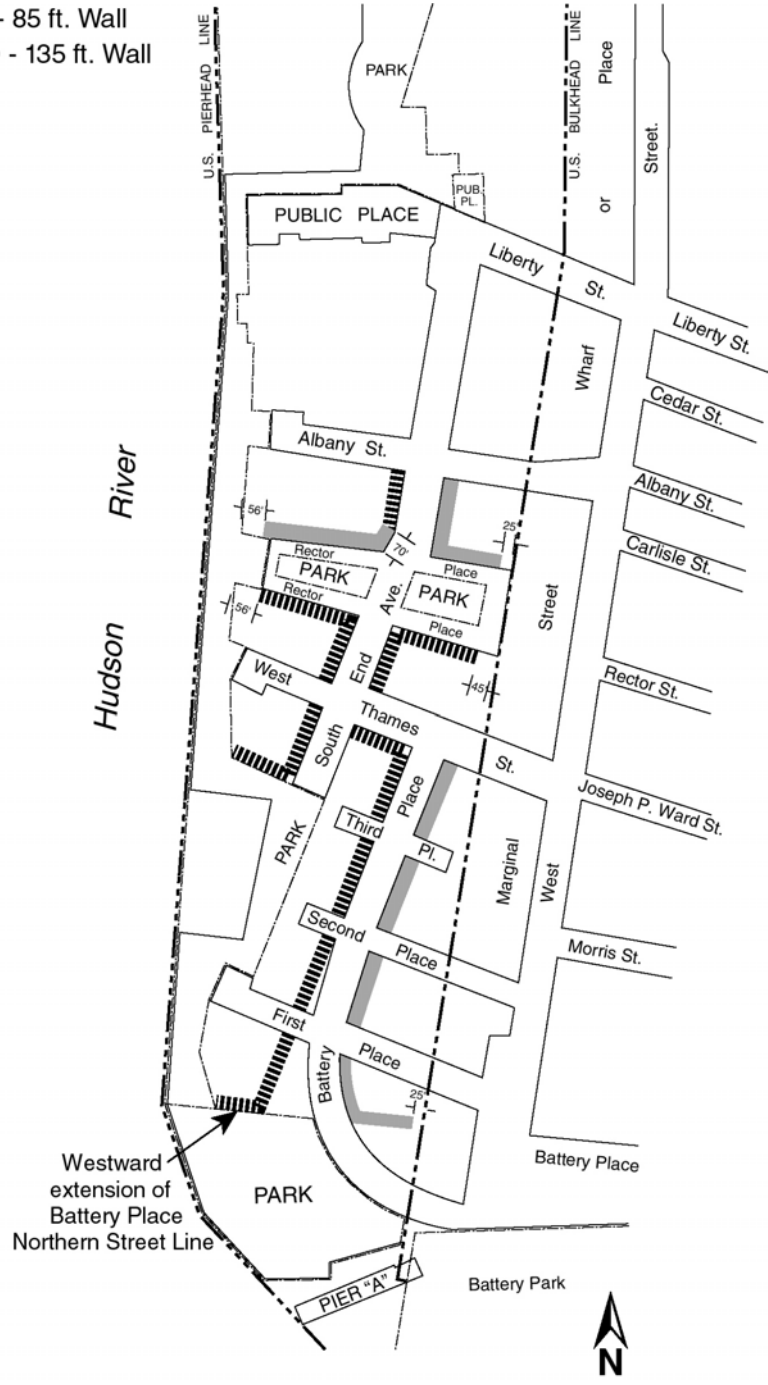 - 85 ft. Wall
- 135 ft. Wall
U.S. PIERHEAD LINE
PARK
U.S. BULKHEAD LINE
Place
or
Street.
PUB.
PL.
PUBLIC PLACE
Liberty St.
Liberty St.
Wharf
Cedar St.
Albany St.
Albany St.
Carlisle St.
Hudson River
56'
25'
70'
Rector
Place
PARK
PARK
Ave.
Rector
Place
56'
Street
End
45'
Rector St.
West
Thames
St.
South
Place
Joseph P. Ward St.
Third
Pl.
PARK
Marginal
West
Second
Place
Morris St.
First
Place
Battery
25'
Battery Place
Westward
extension of
Battery Place
Northern Street Line
PARK
PIER "A"
Battery Park
N